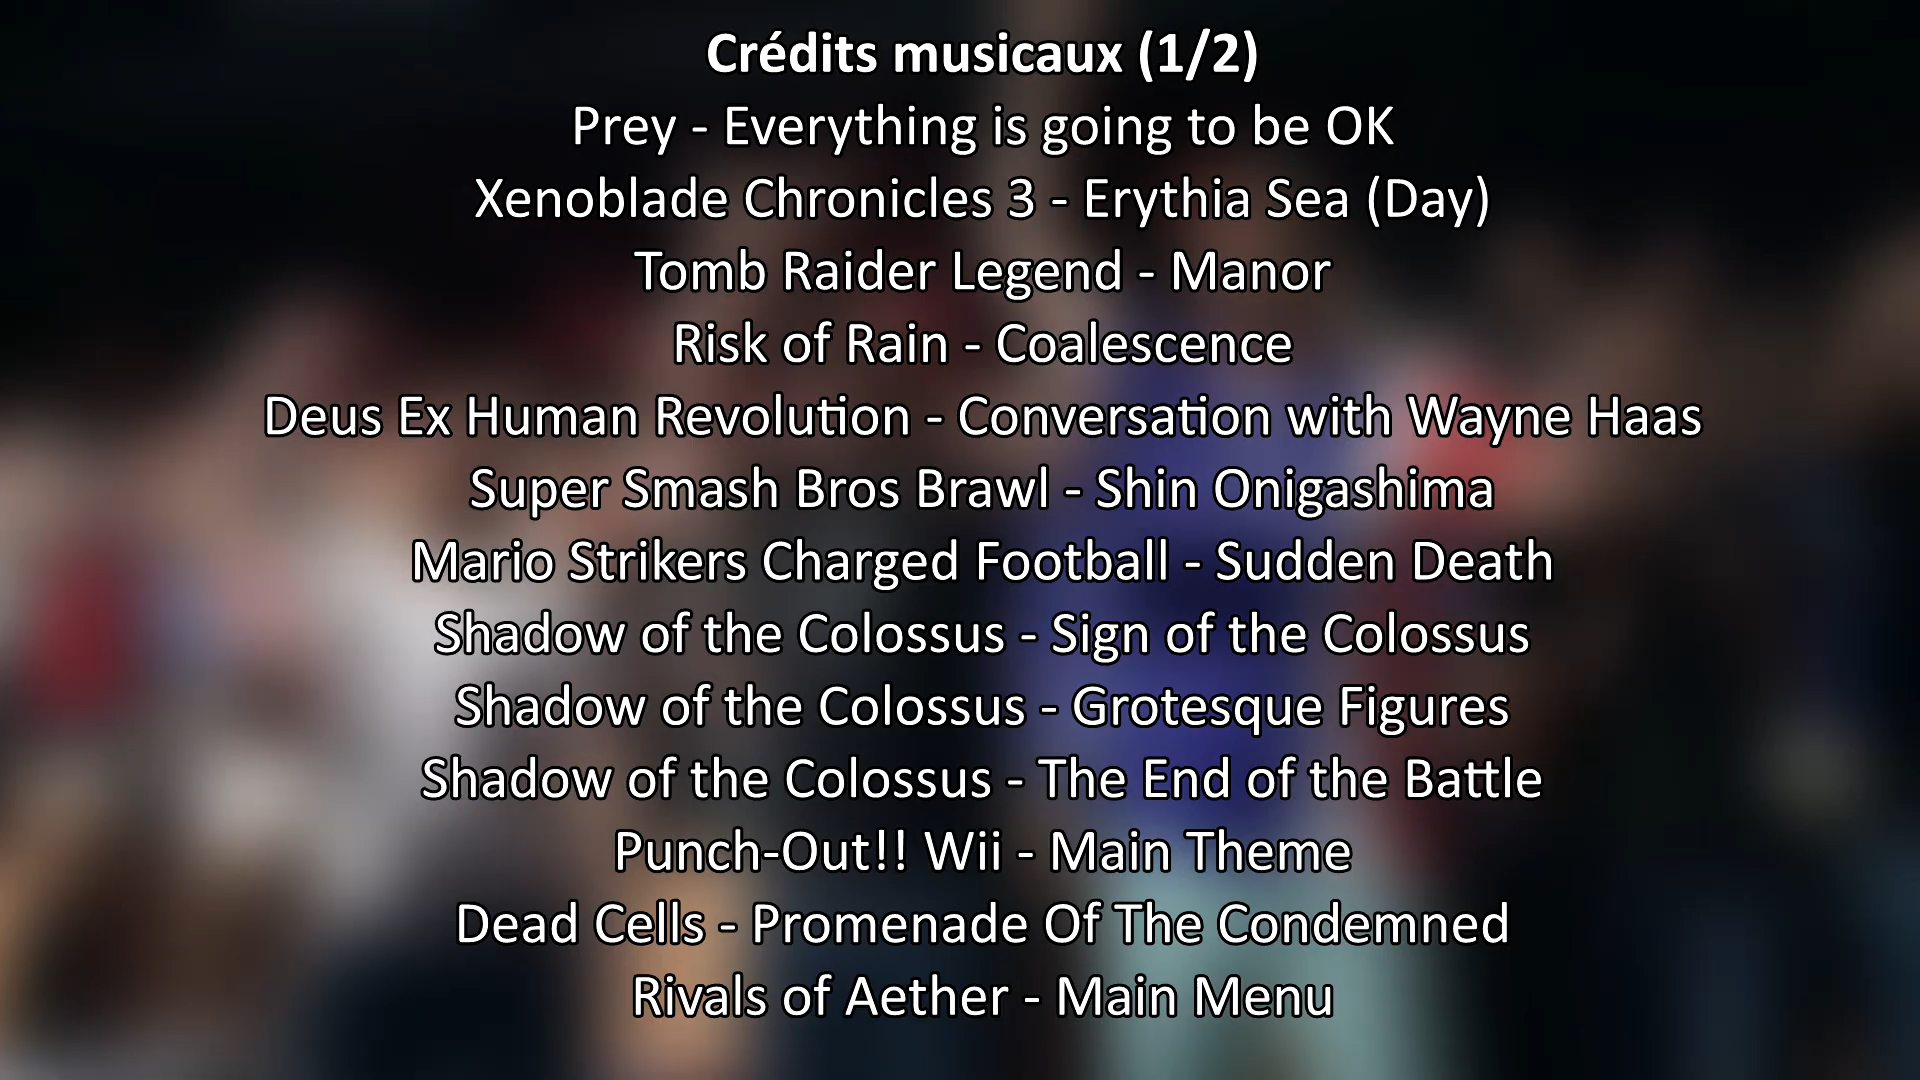 Crédits musicaux (1/2)
Prey - Everything is going to be OK
Xenoblade Chronicles 3 - Erythia Sea (Day)
Tomb Raider Legend - Manor
Risk of Rain - Coalescence
Deus Ex Human Revolution - Conversation with Wayne Haas
Super Smash Bros Brawl - Shin Onigashima
Mario Strikers Charged Football - Sudden Death
Shadow of the Colossus - Sign of the Colossus
Shadow of the Colossus - Grotesque Figures
Shadow of the Colossus - The End of the Battle
Punch-Out!! Wii - Main Theme
Dead Cells - Promenade Of The Condemned
Rivals of Aether - Main Menu